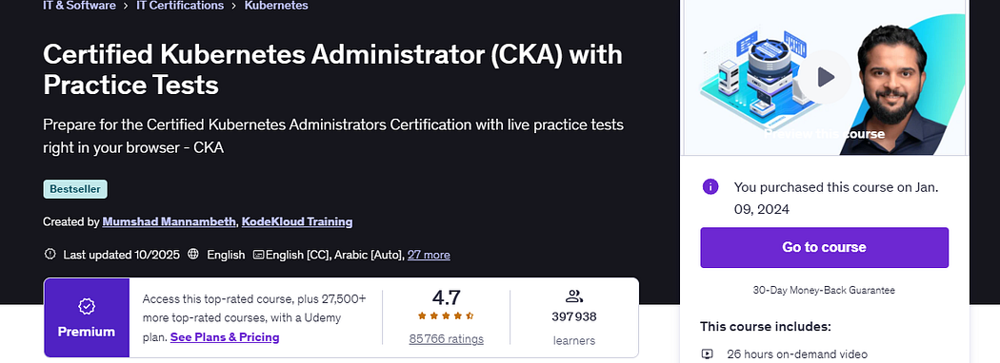 IT & Software > IT Certifications > Kubernetes
Certified Kubernetes Administrator (CKA) with
Practice Tests
Prepare for the Certified Kubernetes Administrators Certification with live practice tests
right in your browser - CKA
Bestseller
Created by Mumshad Mannambeth, KodeKloud Training
Last updated 10/2025 English English [CC], Arabic [Auto], 27 more
Premium
Access this top-rated course, plus 27,500+
more top-rated courses, with a Udemy
plan. See Plans & Pricing
4.7
85 766 ratings
397 938
learners
Preview this course
You purchased this course on Jan.
09, 2024
Go to course
30-Day Money-Back Guarantee
This course includes:
26 hours on-demand video